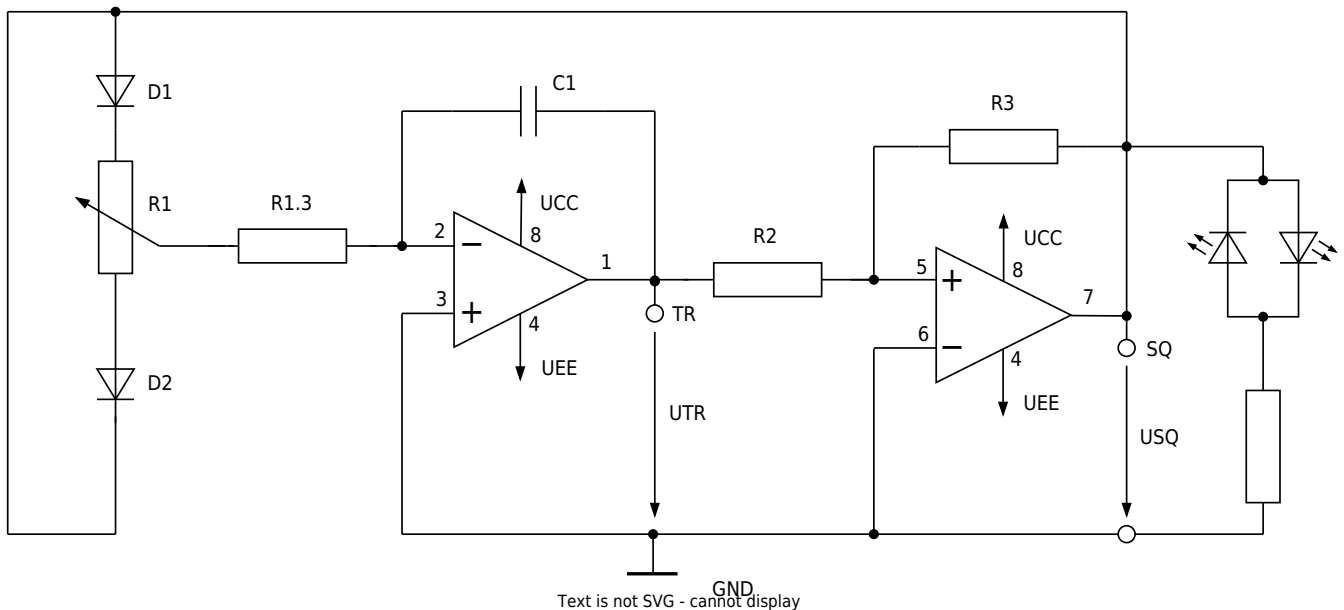 C1
D1
R3
R1
R1.3
UCC
2
8
R2
UCC
1
5
8
3
TR
7
4
6
SQ
UEE
4
D2
UEE
UTR
USQ
GND
Text is not SVG - cannot display